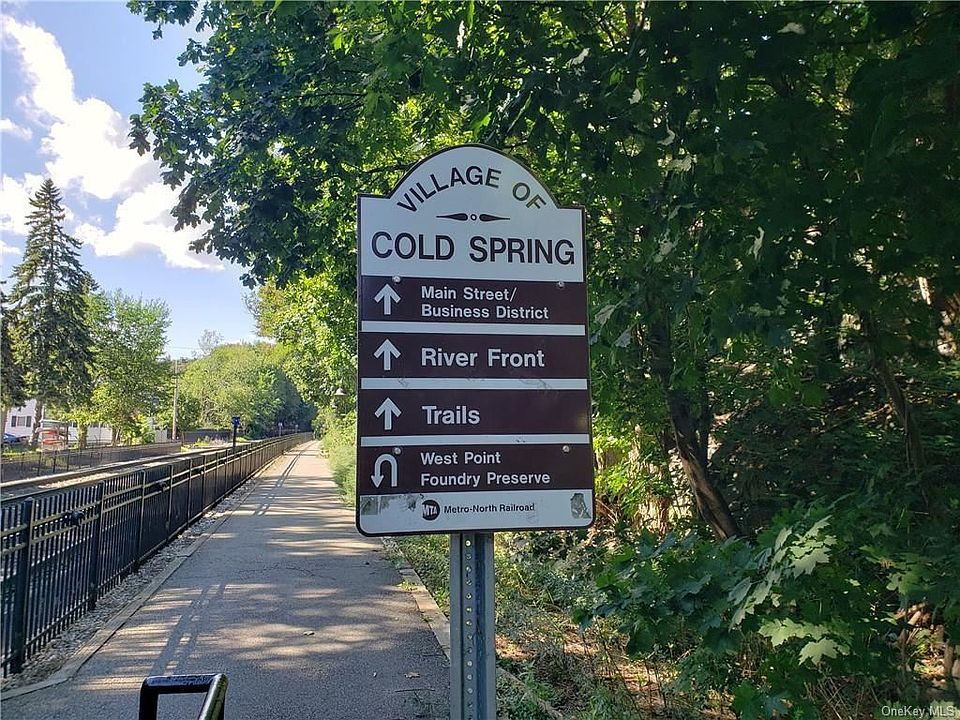 VILLAGE OF
COLD SPRING
Main Street/
Business District
River Front
Trails
West Point
Foundry Preserve
MTA Metro-North Railroad
OneKey MLS